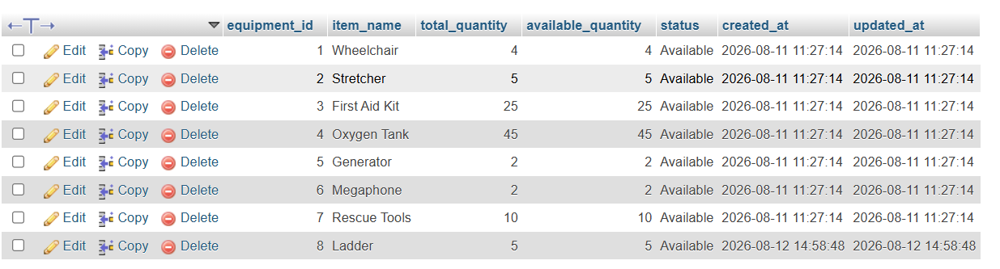 equipment_id item_name total_quantity available_quantity status created_at updated_at
Edit Copy Delete 1 Wheelchair 4 4 Available 2026-08-11 11:27:14 2026-08-11 11:27:14
Edit Copy Delete 2 Stretcher 5 5 Available 2026-08-11 11:27:14 2026-08-11 11:27:14
Edit Copy Delete 3 First Aid Kit 25 25 Available 2026-08-11 11:27:14 2026-08-11 11:27:14
Edit Copy Delete 4 Oxygen Tank 45 45 Available 2026-08-11 11:27:14 2026-08-11 11:27:14
Edit Copy Delete 5 Generator 2 2 Available 2026-08-11 11:27:14 2026-08-11 11:27:14
Edit Copy Delete 6 Megaphone 2 2 Available 2026-08-11 11:27:14 2026-08-11 11:27:14
Edit Copy Delete 7 Rescue Tools 10 10 Available 2026-08-11 11:27:14 2026-08-11 11:27:14
Edit Copy Delete 8 Ladder 5 5 Available 2026-08-12 14:58:48 2026-08-12 14:58:48